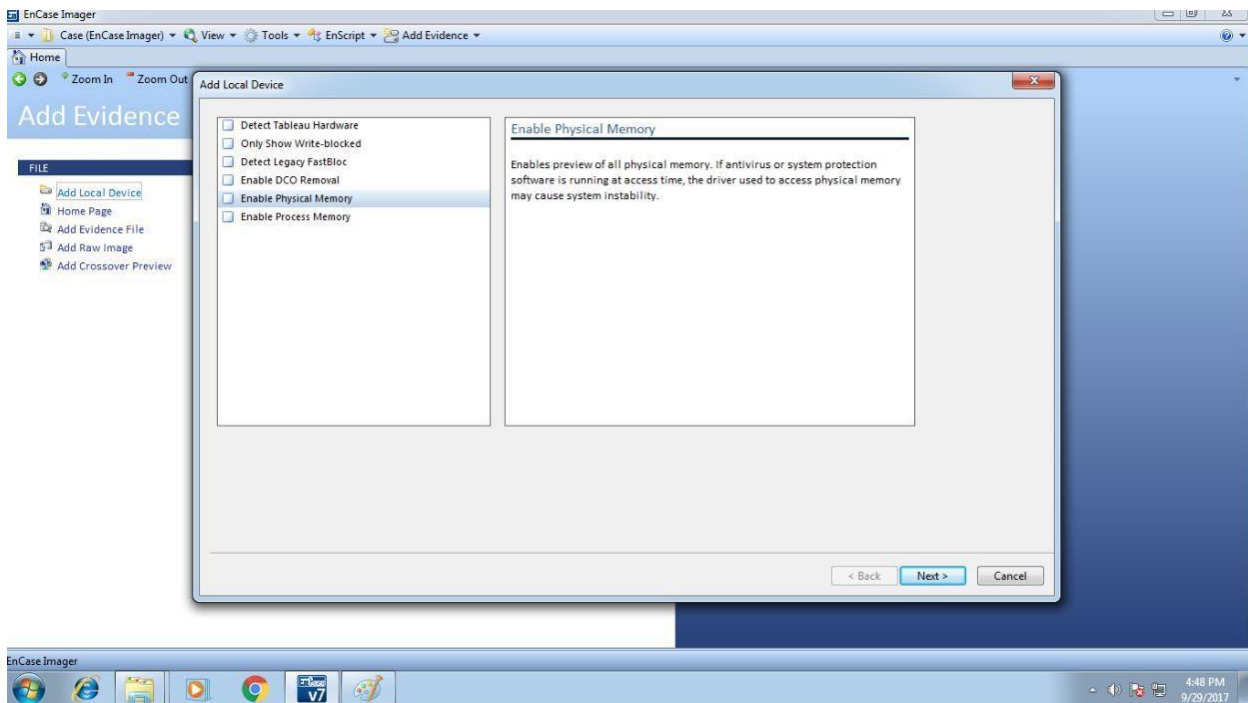 EnCase Imager
Case (EnCase Imager) View Tools EnScript Add Evidence
Home
Zoom In Zoom Out
Add Evidence
FILE
Add Local Device
Home Page
Add Evidence File
Add Raw Image
Add Crossover Preview
Add Local Device
Detect Tableau Hardware
Only Show Write-blocked
Detect Legacy FastBloc
Enable DCO Removal
Enable Physical Memory
Enable Process Memory
Enable Physical Memory
Enables preview of all physical memory. If antivirus or system protection
software is running at access time, the driver used to access physical memory
may cause system instability.
< Back Next > Cancel
EnCase Imager
EnCase v7
4:48 PM
9/29/2017